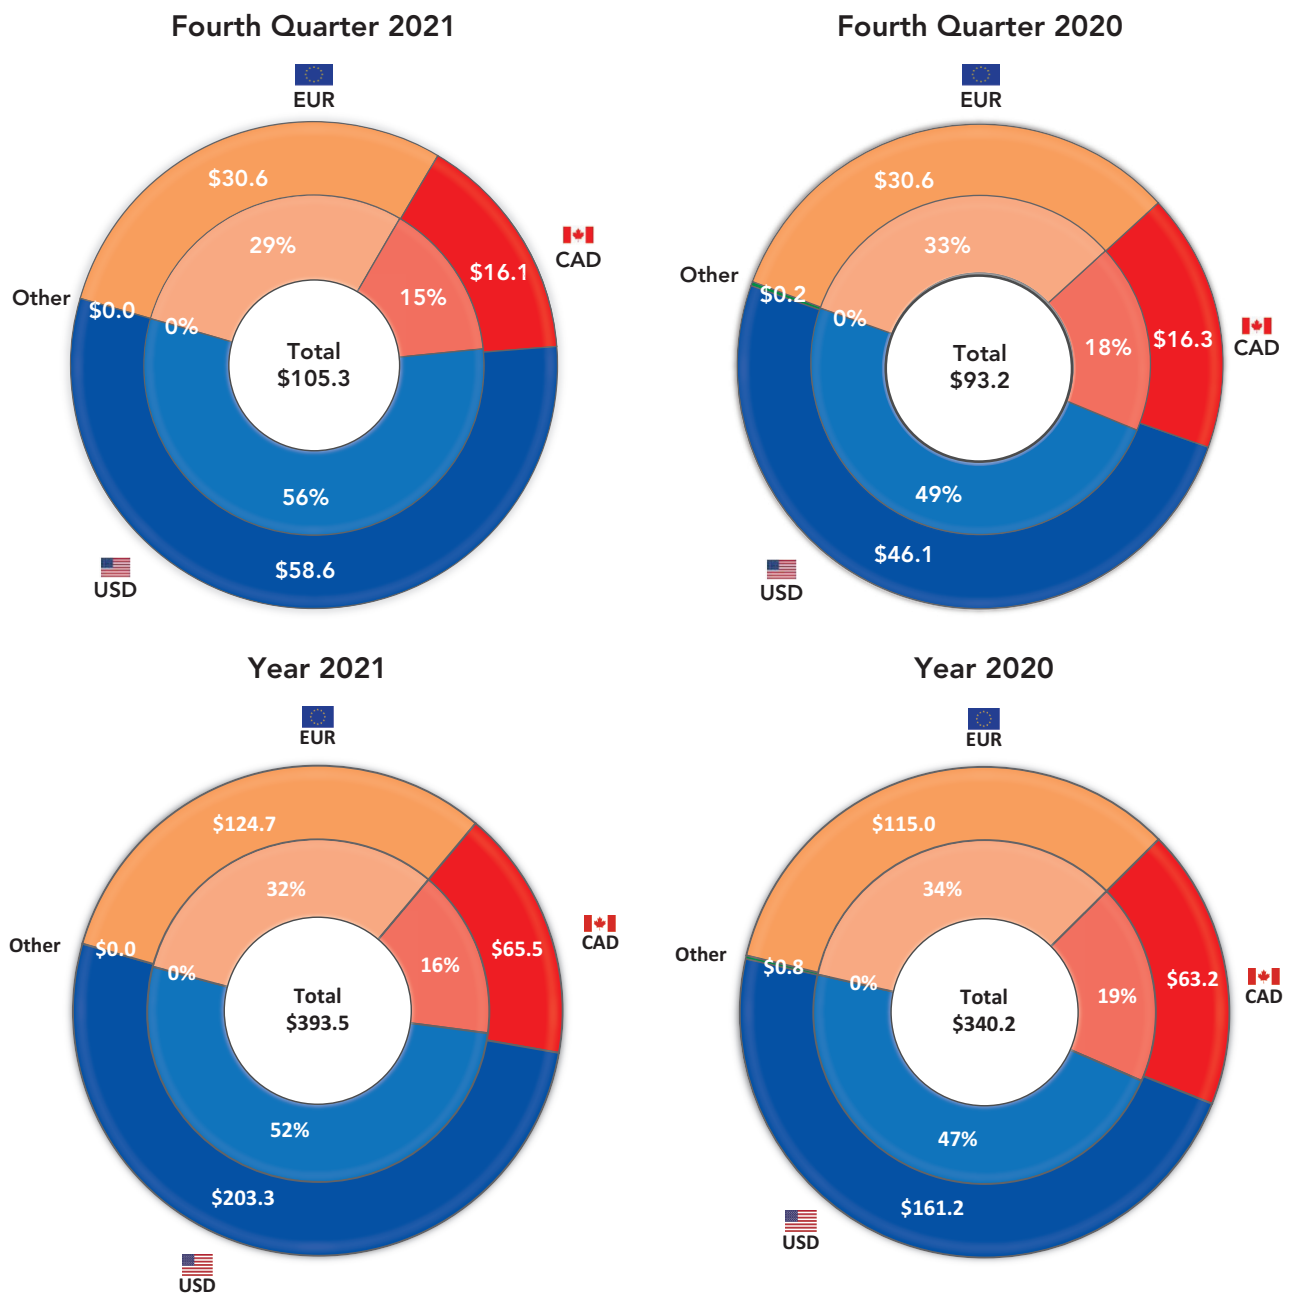 Fourth Quarter 2021
EUR
$30.6
29%
CAD
$16.1
15%
Other
$0.0
0%
Total
$105.3
56%
$58.6
USD
Fourth Quarter 2020
EUR
$30.6
33%
Other
$0.2
0%
CAD
$16.3
18%
Total
$93.2
49%
$46.1
USD
Year 2021
EUR
$124.7
32%
CAD
$65.5
16%
Other
$0.0
0%
Total
$393.5
52%
$203.3
USD
Year 2020
EUR
$115.0
34%
Other
$0.8
0%
CAD
$63.2
19%
Total
$340.2
47%
$161.2
USD